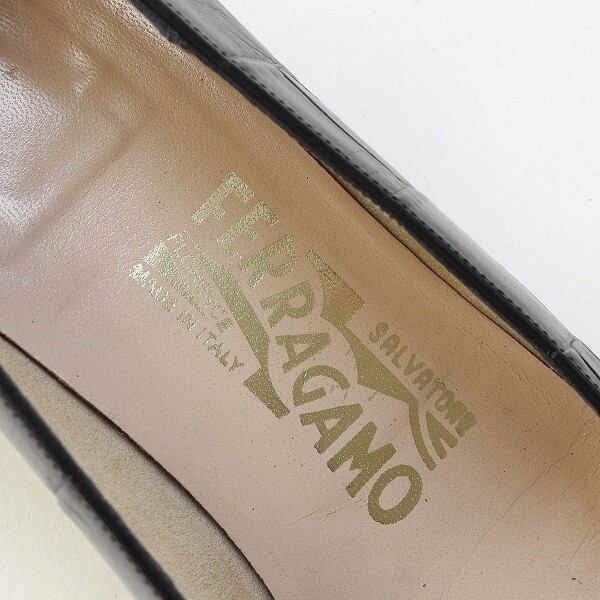 SALVATORE
FERRAGAMO
FLORENCE
MADE IN ITALY